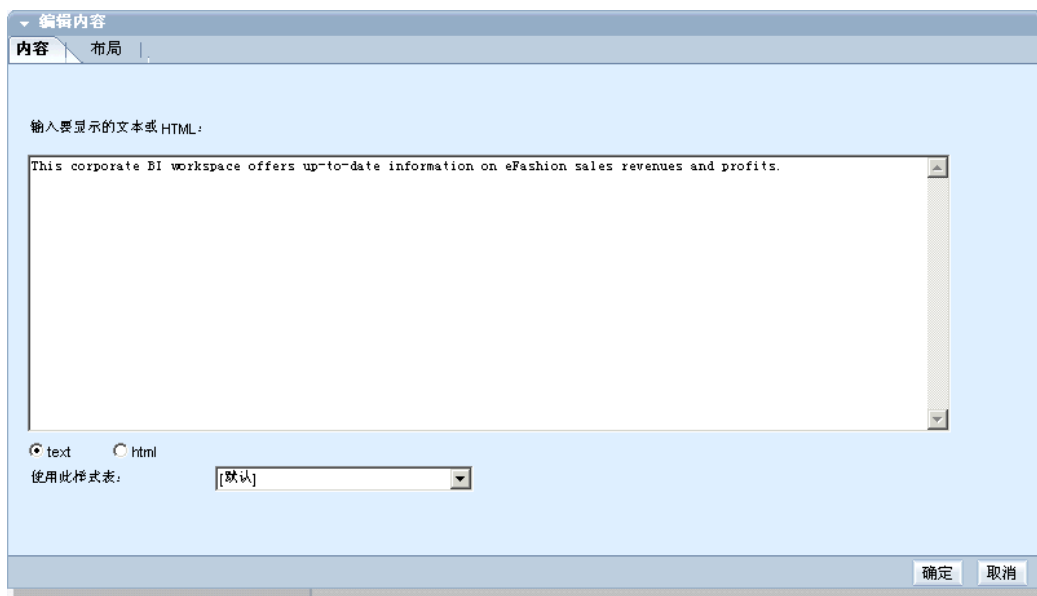 编辑内容
内容 布局
输入要显示的文本或 HTML：
This corporate BI workspace offers up-to-date information on eFashion sales revenues and profits.
text html
使用此样式表： [默认]
确定 取消